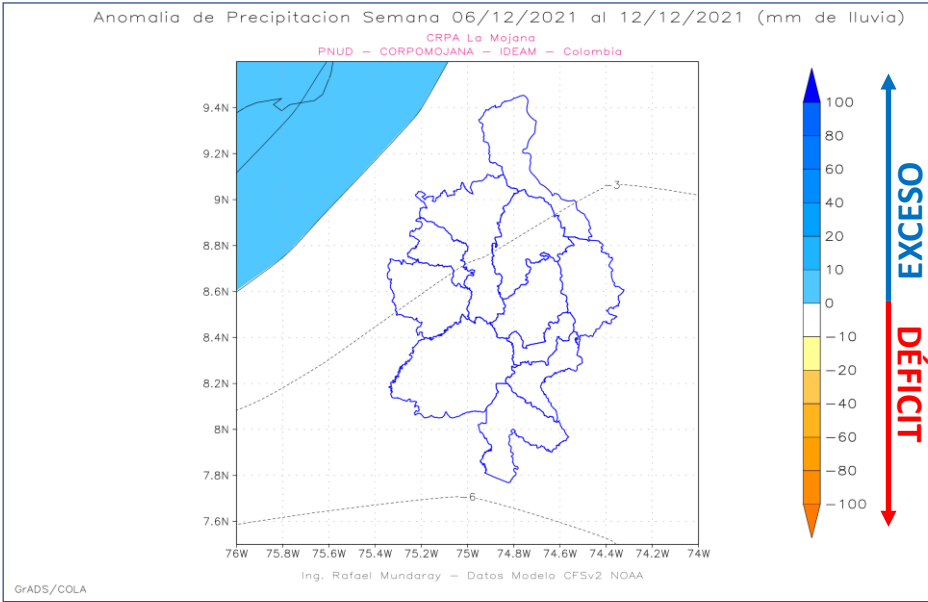 Anomalia de Precipitacion Semana 06/12/2021 al 12/12/2021 (mm de lluvia)
CRPA La Mojana
PNUD – CORPOMOJANA – IDEAM – Colombia
9.4N
9.2N
9N
8.8N
8.6N
8.4N
8.2N
8N
7.8N
7.6N
-3
-6
76W 75.8W 75.6W 75.4W 75.2W 75W 74.8W 74.6W 74.4W 74.2W 74W
100
80
60
40
20
10
0
-10
-20
-40
-60
-80
-100
EXCESO
DÉFICIT
Ing. Rafael Mundaray – Datos Modelo CFSv2 NOAA
GrADS/COLA